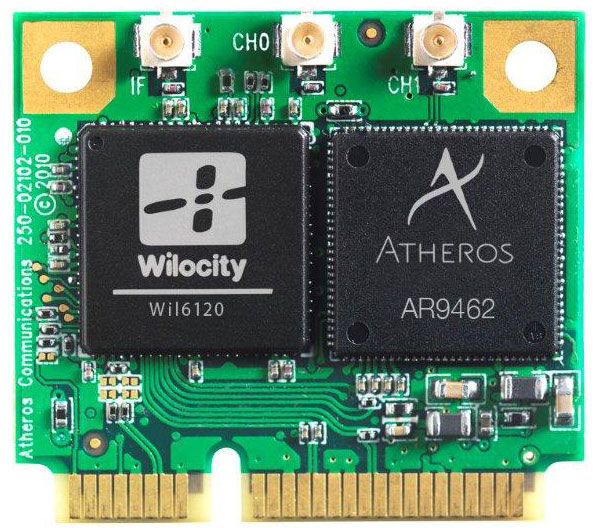 IF
CH0
CH1
Atheros Communications 250-02102-010
© 2010
Wilocity
Wil6120
ATHEROS
AR9462